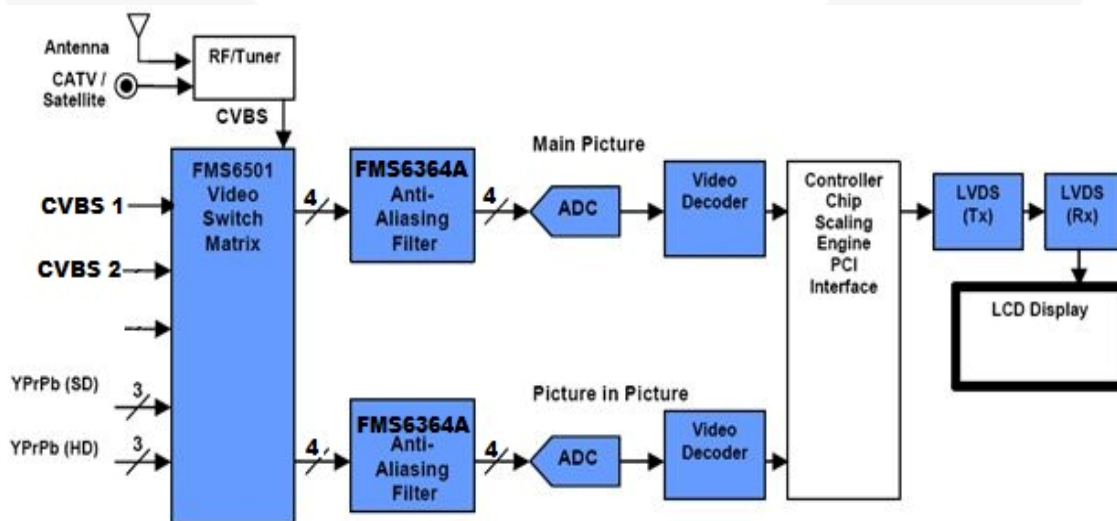 Antenna
CATV /
Satellite
RF/Tuner
CVBS
CVBS 1
CVBS 2
YPrPb (SD)
3
YPrPb (HD)
3
FMS6501
Video
Switch
Matrix
4
FMS6364A
Anti-
Aliasing
Filter
4
Main Picture
ADC
Video
Decoder
4
FMS6364A
Anti-
Aliasing
Filter
4
Picture in Picture
ADC
Video
Decoder
Controller
Chip
Scaling
Engine
PCI
Interface
LVDS
(Tx)
LVDS
(Rx)
LCD Display